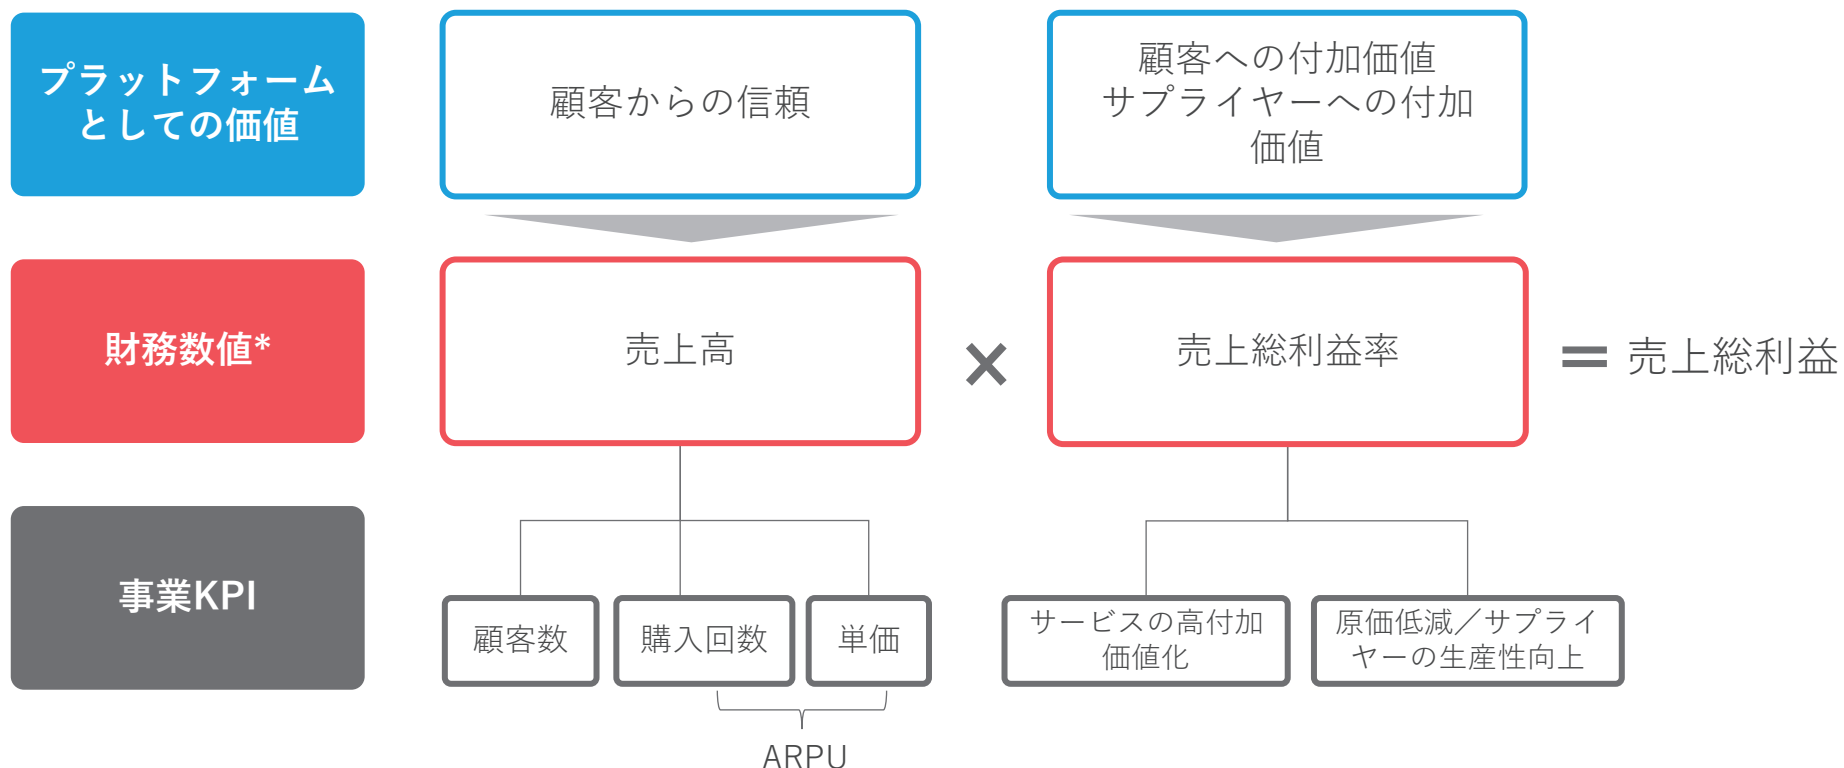 プラットフォーム
としての価値
顧客からの信頼
顧客への付加価値
サプライヤーへの付加
価値
財務数値*
売上高
×
売上総利益率
=
売上総利益
事業KPI
顧客数
購入回数
単価
サービスの高付加
価値化
原価低減／サプライ
ヤーの生産性向上
ARPU